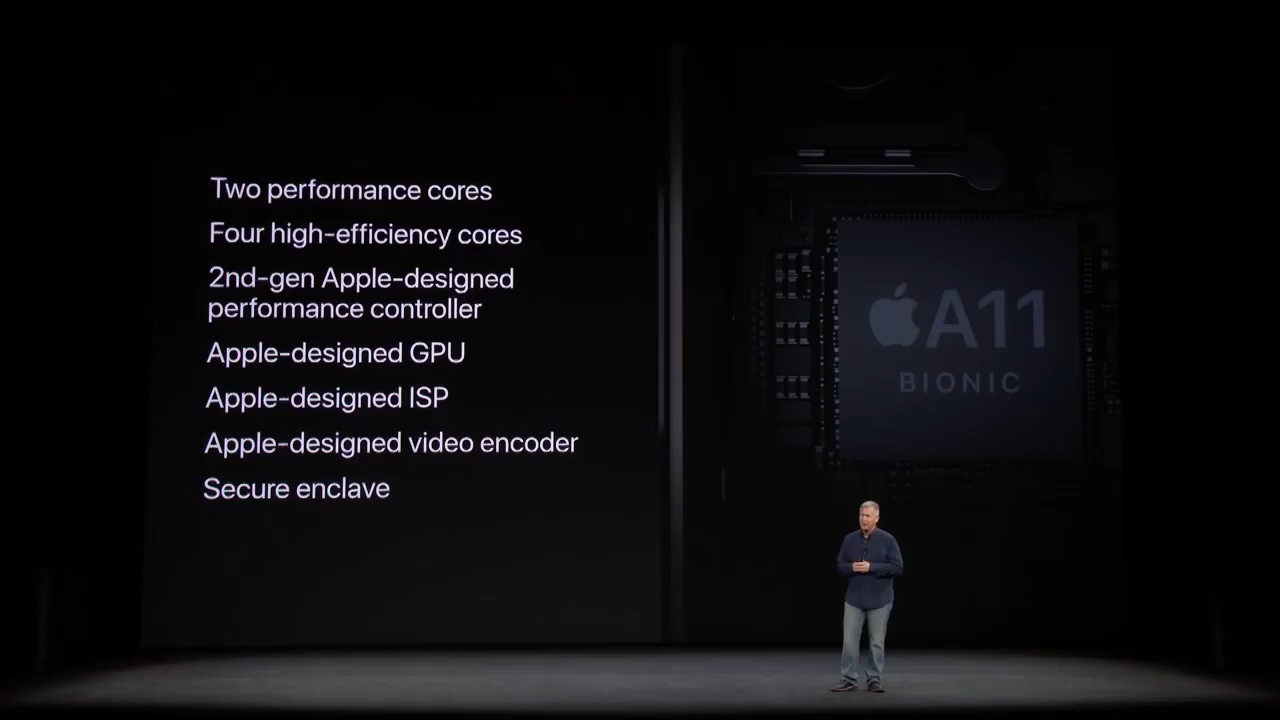 Two performance cores
Four high-efficiency cores
2nd-gen Apple-designed
performance controller
Apple-designed GPU
Apple-designed ISP
Apple-designed video encoder
Secure enclave
A11
BIONIC